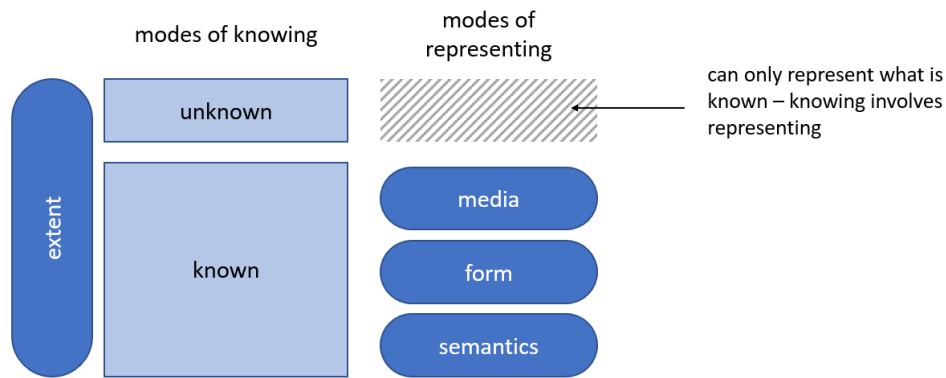 modes of knowing
modes of
representing
extent
unknown
can only represent what is
known – knowing involves
representing
known
media
form
semantics